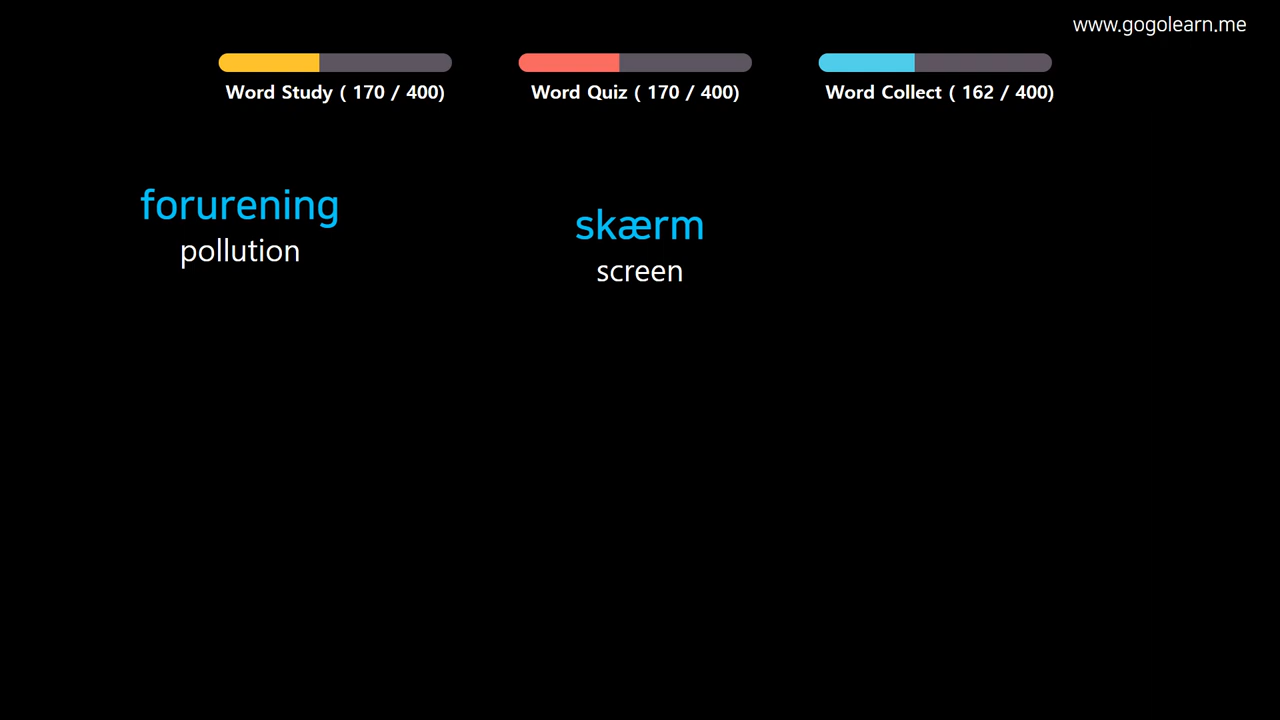 www.gogolearn.me
Word Study ( 170 / 400)
Word Quiz ( 170 / 400)
Word Collect ( 162 / 400)
forurening
pollution
skærm
screen